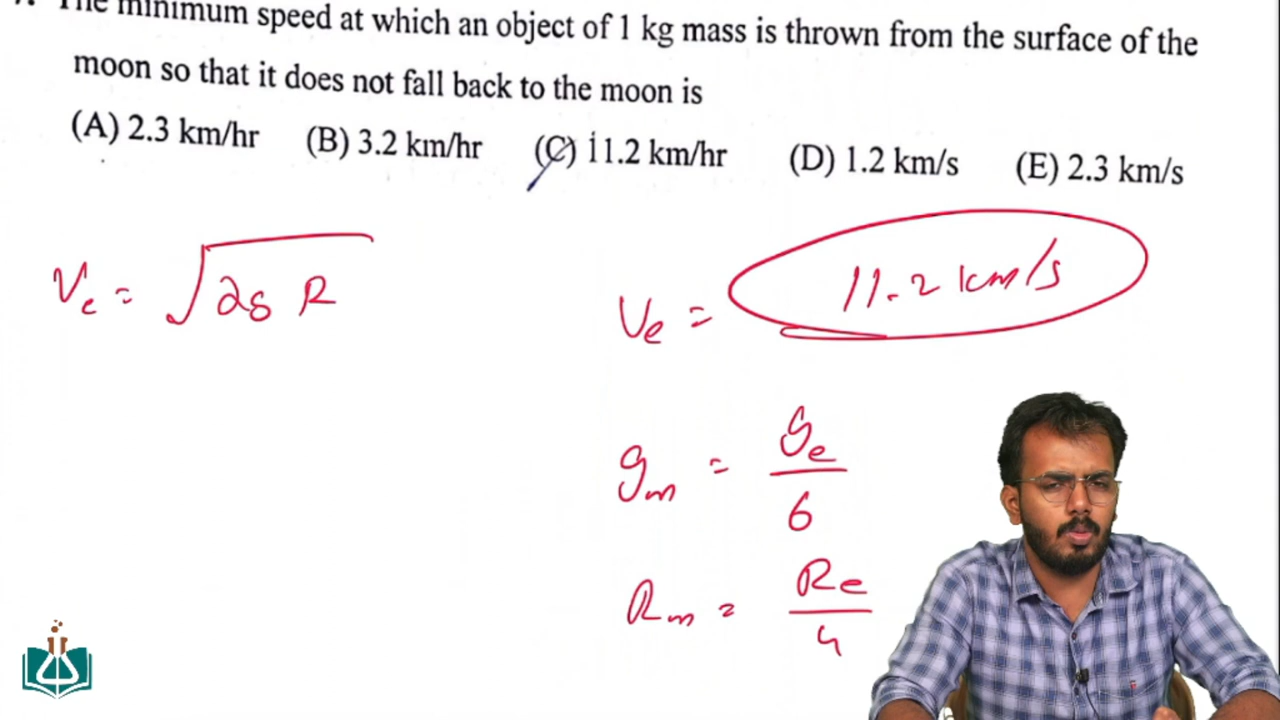 The minimum speed at which an object of 1 kg mass is thrown from the surface of the
moon so that it does not fall back to the moon is
(A) 2.3 km/hr (B) 3.2 km/hr (C) 11.2 km/hr (D) 1.2 km/s (E) 2.3 km/s
Ve = √2g R
Ve = 11.2 km/s
gm = ge/6
Rm = Re/4